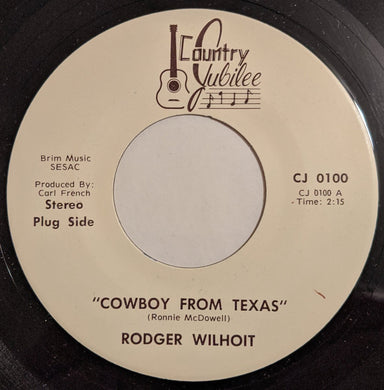 Country
Jubilee
Brim Music
SESAC
Produced By:
Carl French
Stereo
Plug Side
CJ 0100
CJ 0100 A
Time: 2:15
"COWBOY FROM TEXAS"
(Ronnie McDowell)
RODGER WILHOIT